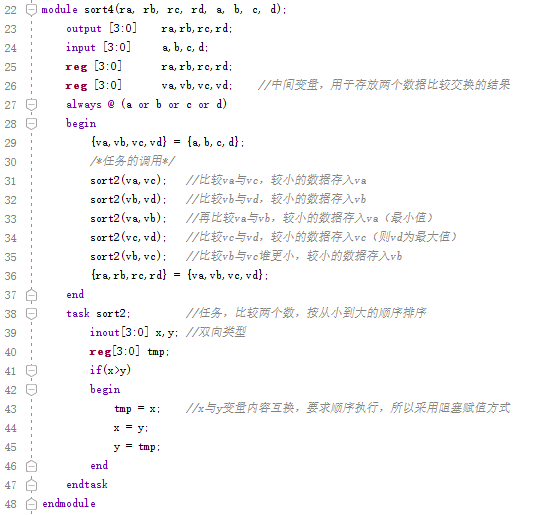 22 module sort4(ra, rb, rc, rd, a, b, c, d);
23 output [3:0] ra,rb,rc,rd;
24 input [3:0] a,b,c,d;
25 reg [3:0] ra,rb,rc,rd;
26 reg [3:0] va,vb,vc,vd; //中间变量，用于存放两个数据比较交换的结果
27 always @ (a or b or c or d)
28 begin
29 {va,vb,vc,vd} = {a,b,c,d};
30 /*任务的调用*/
31 sort2(va,vc); //比较va与vc，较小的数据存入va
32 sort2(vb,vd); //比较vb与vd，较小的数据存入vb
33 sort2(va,vb); //再比较va与vb，较小的数据存入va（最小值）
34 sort2(vc,vd); //比较vc与vd，较小的数据存入vc（则vd为最大值）
35 sort2(vb,vc); //比较vb与vc谁更小，较小的数据存入vb
36 {ra,rb,rc,rd} = {va,vb,vc,vd};
37 end
38 task sort2; //任务，比较两个数，按从小到大的顺序排序
39 inout[3:0] x,y; //双向类型
40 reg[3:0] tmp;
41 if(x>y)
42 begin
43 tmp = x; //x与y变量内容互换，要求顺序执行，所以采用阻塞赋值方式
44 x = y;
45 y = tmp;
46 end
47 endtask
48 endmodule